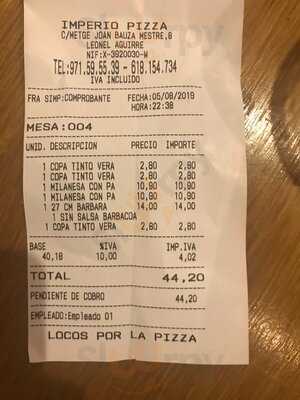 IMPERIO PIZZA
C/METGE JOAN BAUZA MESTRE,8
LEONEL AGUIRRE
NIF:X-3920030-W
TEL:971.59.55.39 - 618.154.734
IVA INCLUIDO
FRA SIMP:COMPROBANTE FECHA:05/08/2019
HORA:22:38
MESA:004
UNID. DESCRIPCION PRECIO IMPORTE
1 COPA TINTO VERA 2,80 2,80
1 COPA TINTO VERA 2,80 2,80
1 MILANESA CON PA 10,90 10,90
1 MILANESA CON PA 10,90 10,90
1 27 CM BARBARA 14,00 14,00
1 SIN SALSA BARBACOA
1 COPA TINTO VERA 2,80 2,80
BASE %IVA IMP.IVA
40,18 10,00 4,02
TOTAL 44,20
PENDIENTE DE COBRO 44,20
EMPLEADO:Empleado 01
LOCOS POR LA PIZZA